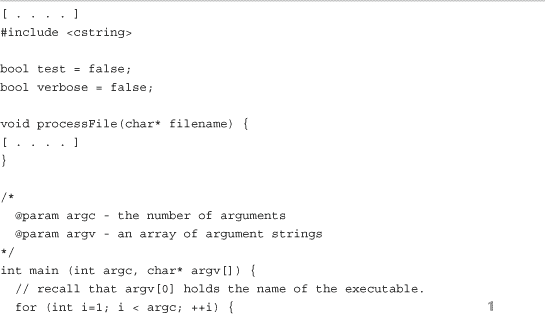 [ . . . . ]
#include <cstring>
bool test = false;
bool verbose = false;
void processFile(char* filename) {
[ . . . . ]
}
/*
@param argc - the number of arguments
@param argv - an array of argument strings
*/
int main (int argc, char* argv[]) {
// recall that argv[0] holds the name of the executable.
for (int i=1; i < argc; ++i) {
1